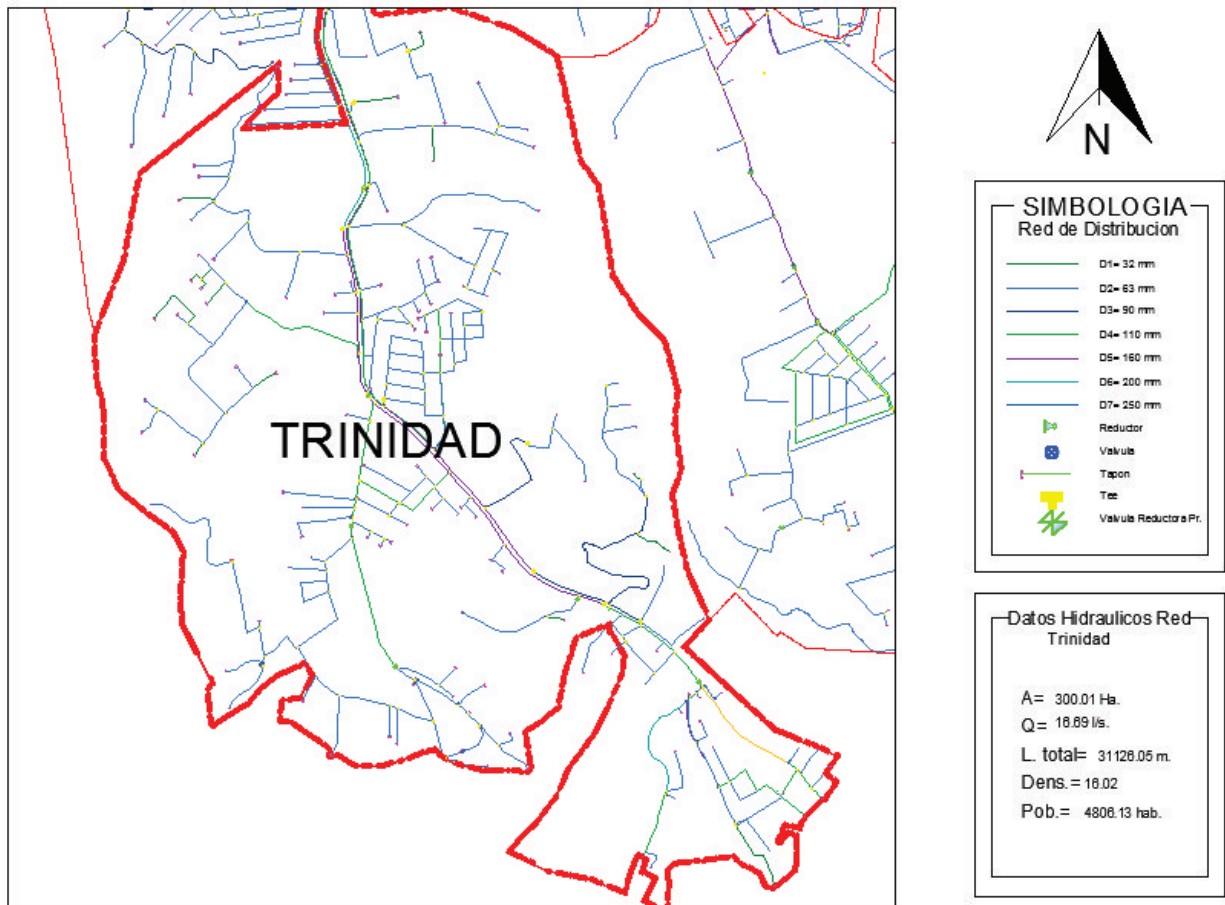 TRINIDAD
N
SIMBOLOGIA
Red de Distribucion
D1= 32 mm
D2= 63 mm
D3= 90 mm
D4= 110 mm
D5= 160 mm
D6= 200 mm
D7= 250 mm
Reductor
Valvula
Tapon
Tee
Valvula Reductora Pr.
Datos Hidraulicos Red
Trinidad
A= 300.01 Ha.
Q= 16.69 l/s.
L. total= 31126.05 m.
Dens.= 16.02
Pob.= 4806.13 hab.